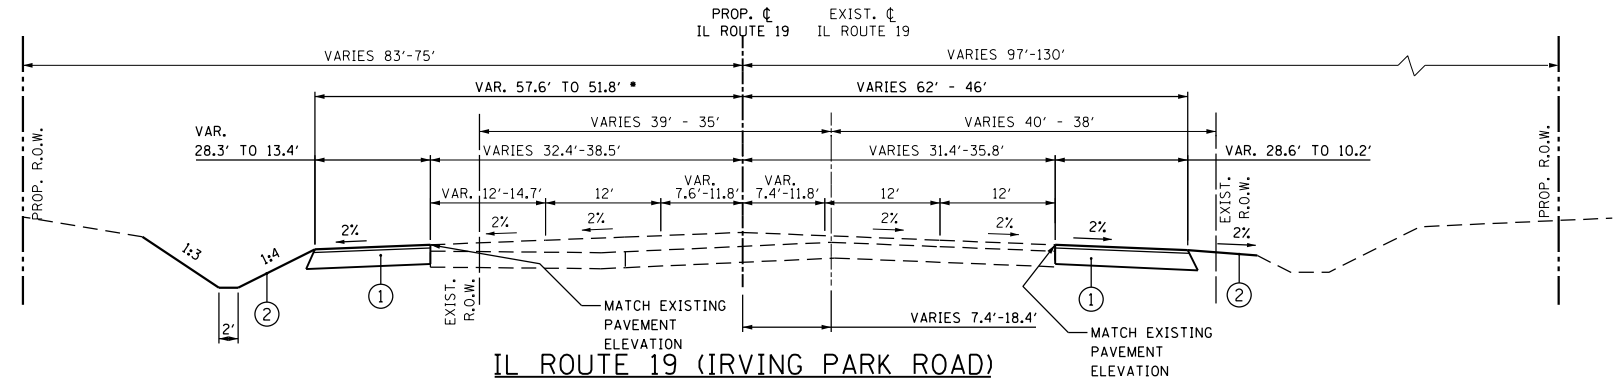 PROP. ℄ EXIST. ℄
IL ROUTE 19 IL ROUTE 19
VARIES 83'-75' VARIES 97'-130'
VAR. 57.6' TO 51.8' * VARIES 62' - 46'
VARIES 39' - 35' VARIES 40' - 38'
VAR.
28.3' TO 13.4' VARIES 32.4'-38.5' VARIES 31.4'-35.8' VAR. 28.6' TO 10.2'
VAR. 12'-14.7' 12' VAR.
7.6'-11.8' VAR.
7.4'-11.8' 12' 12'
PROP. R.O.W.
EXIST.
R.O.W.
PROP. R.O.W.
2% 2% 2% 2% 2% 2% 2%
1:3
1:4
1 1
2 2
EXIST.
R.O.W.
2'
MATCH EXISTING
PAVEMENT
ELEVATION
VARIES 7.4'-18.4'
MATCH EXISTING
PAVEMENT
ELEVATION
IL ROUTE 19 (IRVING PARK ROAD)